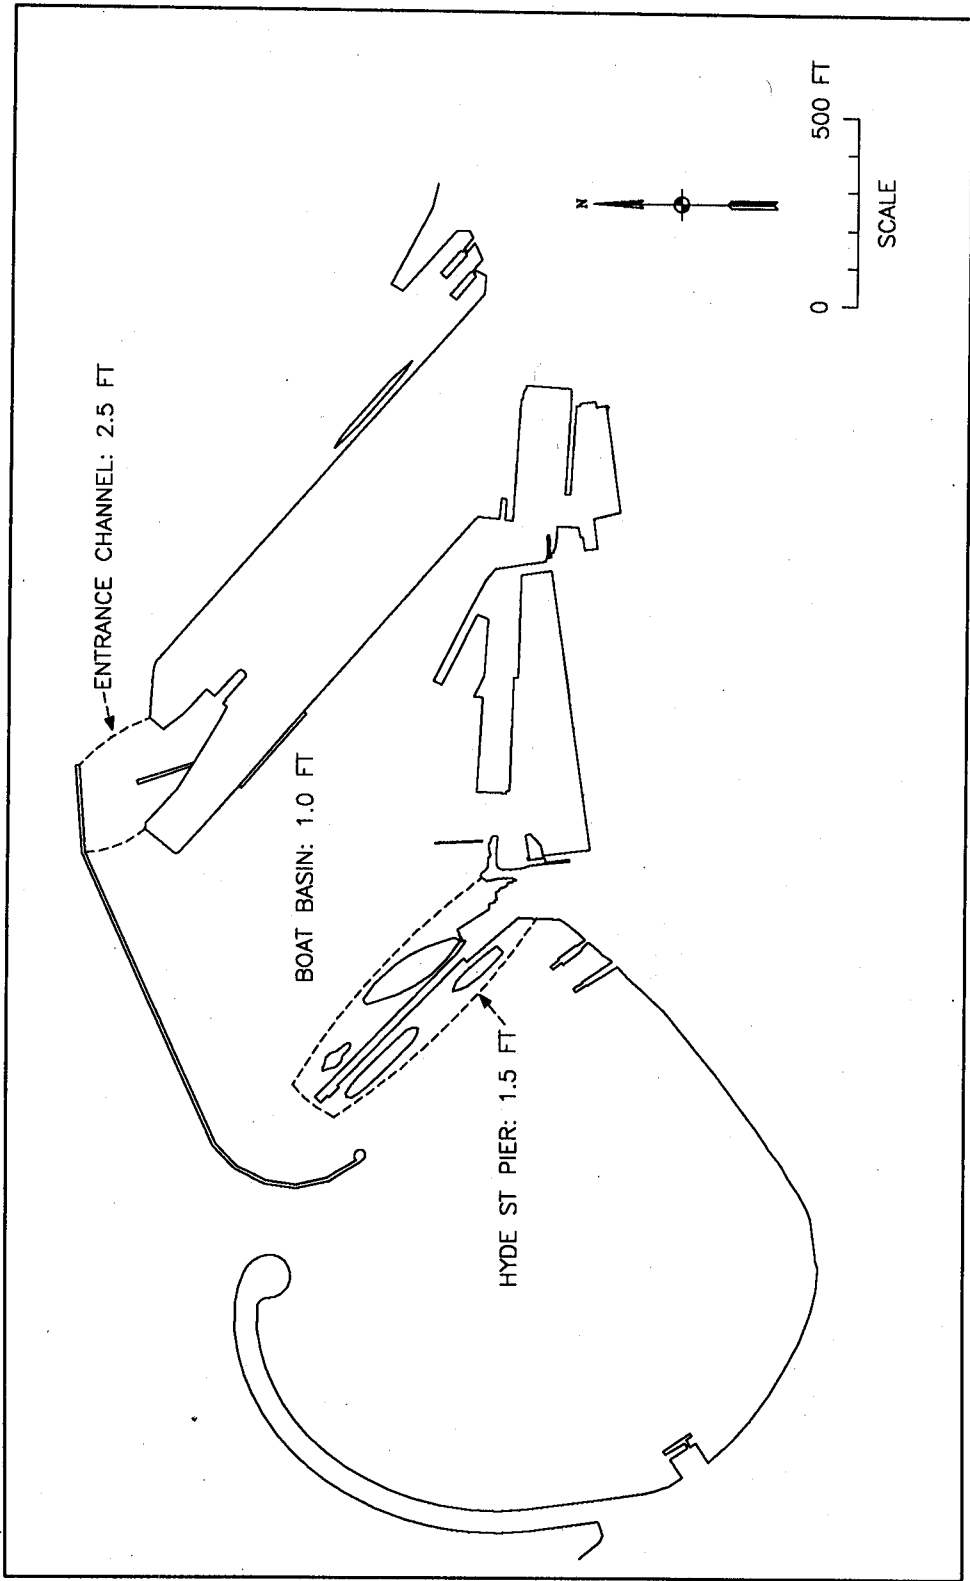 ENTRANCE CHANNEL: 2.5 FT
BOAT BASIN: 1.0 FT
HYDE ST PIER: 1.5 FT
N
0 500 FT
SCALE